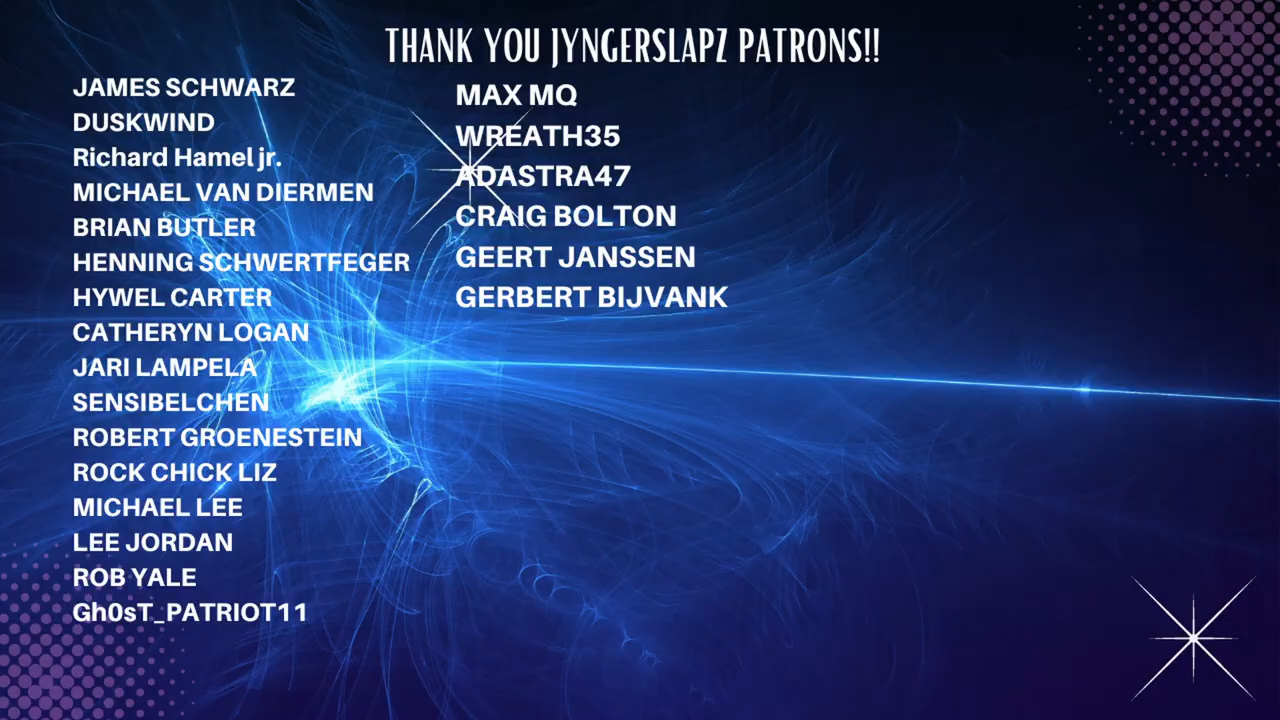 THANK YOU JYNGERSLAPZ PATRONS!!
JAMES SCHWARZ
DUSKWIND
Richard Hamel jr.
MICHAEL VAN DIERMEN
BRIAN BUTLER
HENNING SCHWERTFEGER
HYWEL CARTER
CATHERYN LOGAN
JARI LAMPELA
SENSIBELCHEN
ROBERT GROENESTEIN
ROCK CHICK LIZ
MICHAEL LEE
LEE JORDAN
ROB YALE
Gh0sT_PATRIOT11
MAX MQ
WREATH35
ADASTRA47
CRAIG BOLTON
GEERT JANSSEN
GERBERT BIJVANK